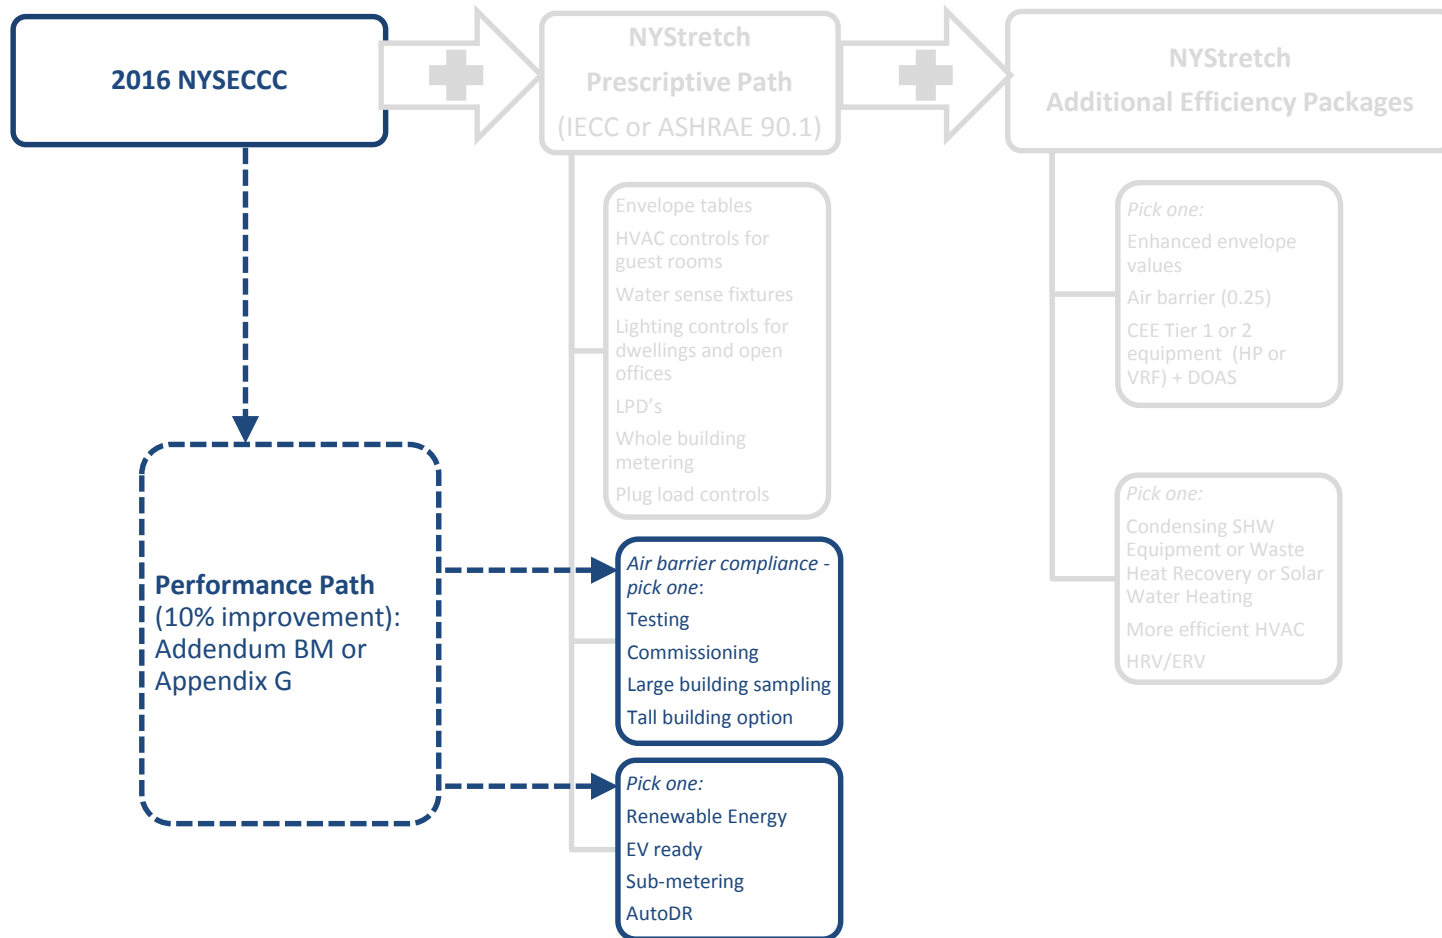 2016 NYSECCC
NYStretch
Prescriptive Path
(IECC or ASHRAE 90.1)
NYStretch
Additional Efficiency Packages
Envelope tables
HVAC controls for
guest rooms
Water sense fixtures
Lighting controls for
dwellings and open
offices
LPD's
Whole building
metering
Plug load controls
Pick one:
Enhanced envelope
values
Air barrier (0.25)
CEE Tier 1 or 2
equipment (HP or
VRF) + DOAS
Performance Path
(10% improvement):
Addendum BM or
Appendix G
Air barrier compliance -
pick one:
Testing
Commissioning
Large building sampling
Tall building option
Pick one:
Condensing SHW
Equipment or Waste
Heat Recovery or Solar
Water Heating
More efficient HVAC
HRV/ERV
Pick one:
Renewable Energy
EV ready
Sub-metering
AutoDR